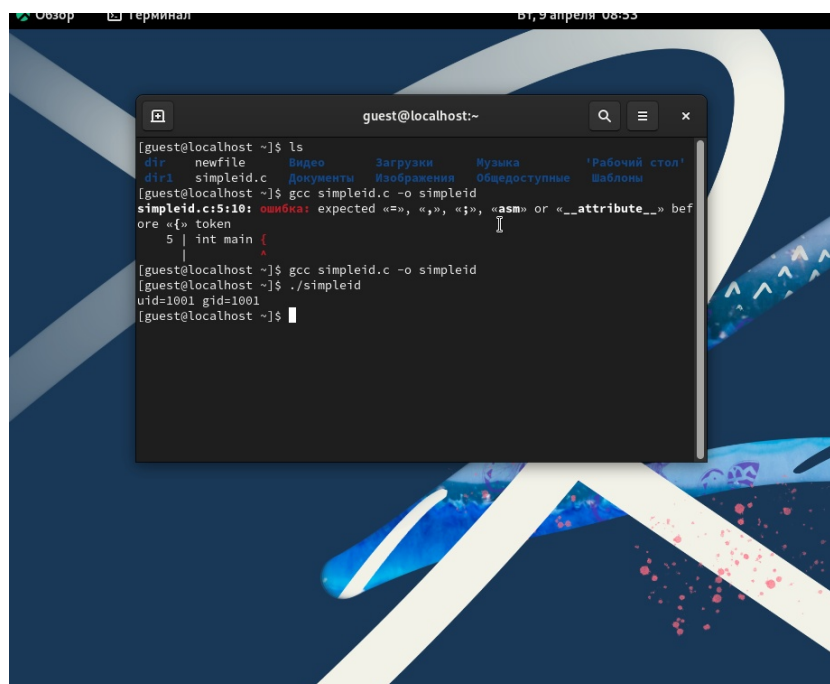 Обзор Терминал Вт, 9 апреля 08:53
guest@localhost:~
[guest@localhost ~]$ ls
dir newfile Видео Загрузки Музыка 'Рабочий стол'
dir1 simpleid.c Документы Изображения Общедоступные Шаблоны
[guest@localhost ~]$ gcc simpleid.c -o simpleid
simpleid.c:5:10: ошибка: expected «=», «,», «;», «asm» or «__attribute__» bef
ore «{» token
5 | int main {
| ^
[guest@localhost ~]$ gcc simpleid.c -o simpleid
[guest@localhost ~]$ ./simpleid
uid=1001 gid=1001
[guest@localhost ~]$